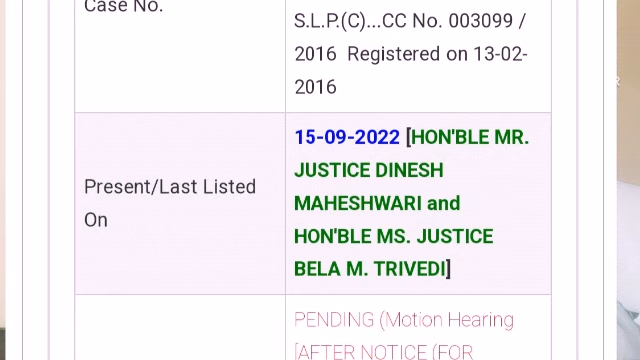 Case No.
S.L.P.(C)...CC No. 003099 /
2016 Registered on 13-02-
2016
Present/Last Listed
On
15-09-2022 [HON'BLE MR.
JUSTICE DINESH
MAHESHWARI and
HON'BLE MS. JUSTICE
BELA M. TRIVEDI]
PENDING (Motion Hearing
[AFTER NOTICE (FOR